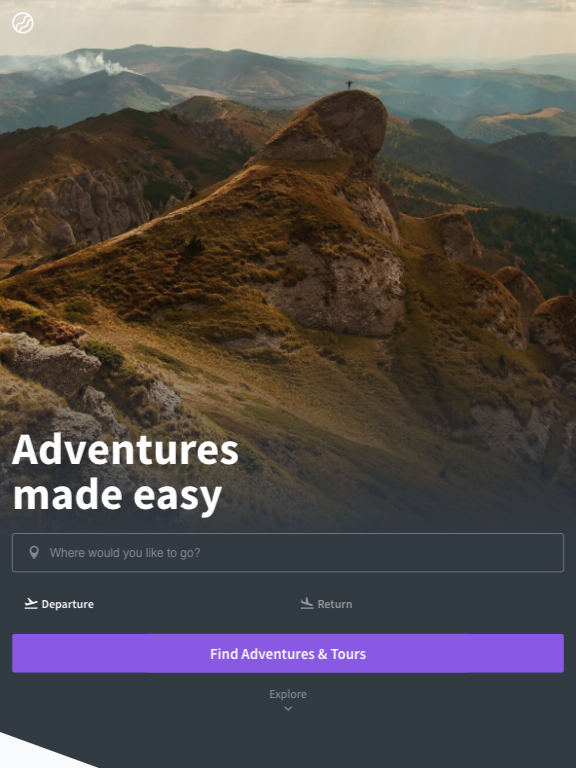 Adventures
made easy
Where would you like to go?
Departure
Return
Find Adventures & Tours
Explore